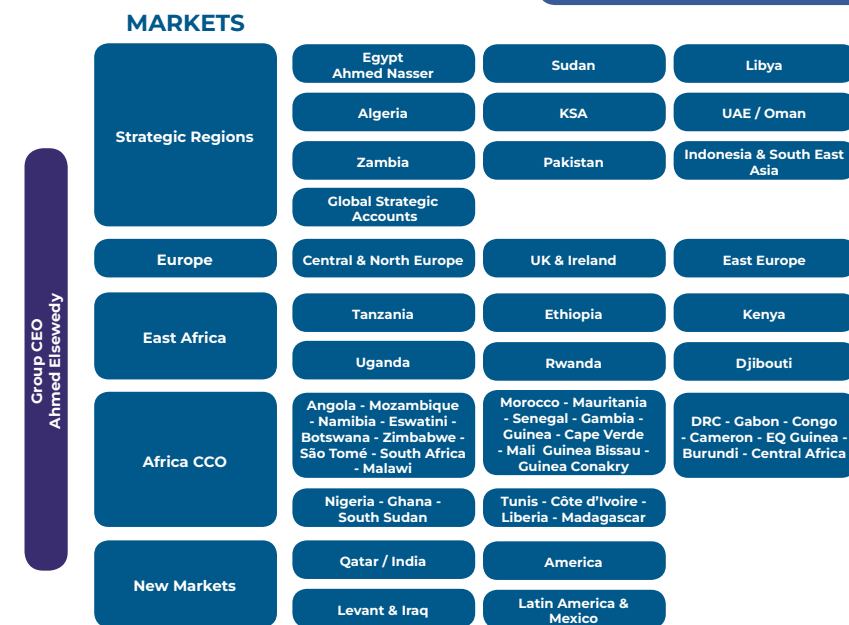 MARKETS
Group CEO
Ahmed Elsewedy
Strategic Regions
Egypt
Ahmed Nasser
Sudan
Libya
Algeria
KSA
UAE / Oman
Zambia
Pakistan
Indonesia & South East
Asia
Global Strategic
Accounts
Europe
Central & North Europe
UK & Ireland
East Europe
East Africa
Tanzania
Ethiopia
Kenya
Uganda
Rwanda
Djibouti
Africa CCO
Angola - Mozambique
- Namibia - Eswatini -
Botswana - Zimbabwe -
São Tomé - South Africa
- Malawi
Morocco - Mauritania
- Senegal - Gambia -
Guinea - Cape Verde
- Mali  Guinea Bissau -
Guinea Conakry
DRC - Gabon - Congo
- Cameron - EQ Guinea -
Burundi - Central Africa
Nigeria - Ghana -
South Sudan
Tunis - Côte d’Ivoire -
Liberia - Madagascar
New Markets
Qatar / India
America
Levant & Iraq
Latin America &
Mexico